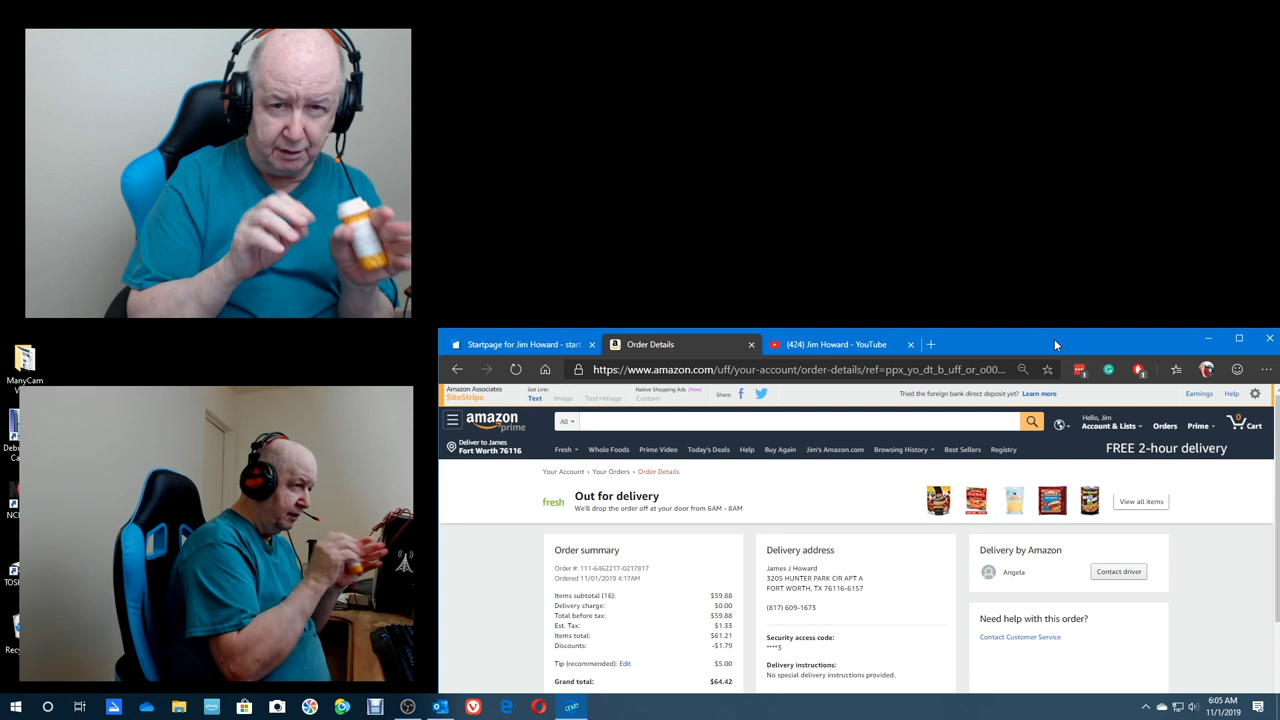 Startpage for Jim Howard - star
Order Details
(424) Jim Howard - YouTube
https://www.amazon.com/uff/your-account/order-details/ref=ppx_yo_dt_b_uff_or_o00...
Amazon Associates
SiteStripe
Get Link:
Text Image Text+Image
Native Shopping Ads (New)
Custom
Share:
Tried the foreign bank direct deposit yet? Learn more
Earnings Help
amazon
prime
All
Hello, Jim
Account & Lists
Orders
Prime
0
Cart
Deliver to James
Fort Worth 76116
Fresh Whole Foods Prime Video Today's Deals Help Buy Again Jim's Amazon.com Browsing History Best Sellers Registry
FREE 2-hour delivery
Your Account › Your Orders › Order Details
fresh
Out for delivery
We'll drop the order off at your door from 6AM - 8AM
View all items
Order summary
Order #: 111-6462217-0217817
Ordered 11/01/2019 4:17AM
Items subtotal (16): $59.88
Delivery charge: $0.00
Total before tax: $59.88
Est. Tax: $1.33
Items total: $61.21
Discounts: -$1.79
Tip (recommended): Edit $5.00
Grand total: $64.42
Delivery address
James J Howard
3205 HUNTER PARK CIR APT A
FORT WORTH, TX 76116-6157
(817) 609-1673
Security access code:
****3
Delivery instructions:
No special delivery instructions provided.
Delivery by Amazon
Angela
Contact driver
Need help with this order?
Contact Customer Service
ManyCam
6:05 AM
11/1/2019